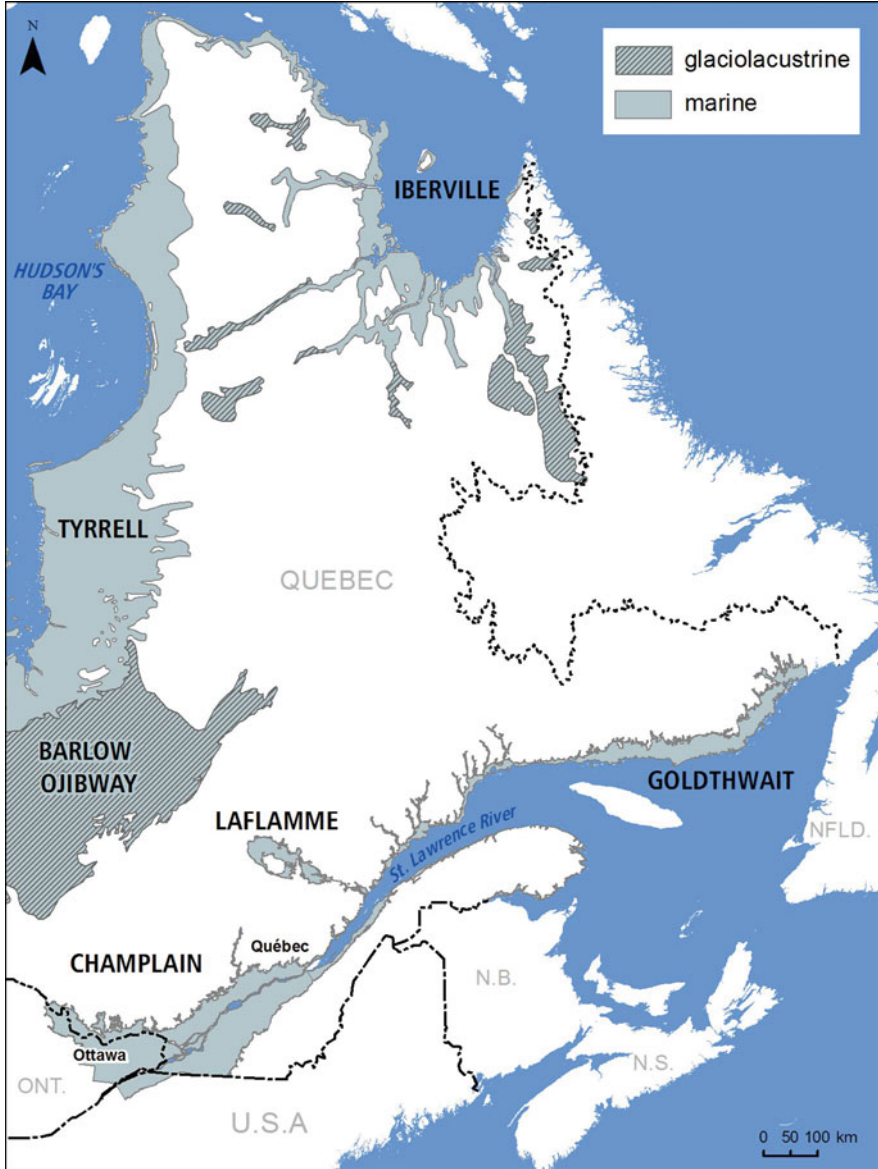 N
glaciolacustrine
marine
IBERVILLE
HUDSON'S
BAY
TYRRELL
QUEBEC
BARLOW
OJIBWAY
GOLDTHWAIT
LAFLAMME
St. Lawrence River
NFLD.
Québec
CHAMPLAIN
N.B.
Ottawa
ONT.
N.S.
U.S.A
0 50 100 km